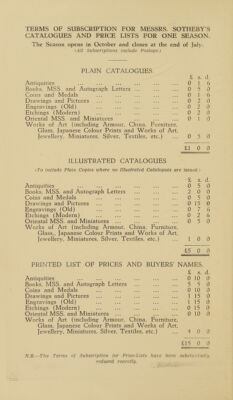 TERMS OF SUBSCRIPTION FOR MESSRS. SOTHEBY'S
CATALOGUES AND PRICE LISTS FOR ONE SEASON.
The Season opens in October and closes at the end of July.
(All Subscriptions include Postage.)
PLAIN CATALOGUES.
£ s. d.
Antiquities ... 0 1 6
Books, MSS. and Autograph Letters ... 0 5 0
Coins and Medals ... 0 1 6
Drawings and Pictures ... 0 2 0
Engravings (Old) ... 0 2 0
Etchings (Modern) ... 0 2 0
Oriental MSS. and Miniatures ... 0 1 0
Works of Art (including Armour, China, Furniture,
Glass, Japanese Colour Prints and Works of Art,
Jewellery, Miniatures, Silver, Textiles, etc.) ... 0 5 0
£1 0 0
ILLUSTRATED CATALOGUES
(To include Plain Copies where no Illustrated Catalogues are issued.)
£ s. d.
Antiquities ... 0 5 0
Books, MSS. and Autograph Letters ... 2 0 0
Coins and Medals ... 0 5 0
Drawings and Pictures ... 0 15 0
Engravings (Old) ... 0 7 6
Etchings (Modern) ... 0 2 6
Oriental MSS. and Miniatures ... 0 5 0
Works of Art (including Armour, China, Furniture,
Glass, Japanese Colour Prints and Works of Art,
Jewellery, Miniatures, Silver, Textiles, etc.) ... 1 0 0
£5 0 0
PRINTED LIST OF PRICES AND BUYERS' NAMES.
£ s. d.
Antiquities ... 0 10 0
Books, MSS. and Autograph Letters ... 5 5 0
Coins and Medals ... 0 10 0
Drawings and Pictures ... 1 15 0
Engravings (Old) ... 1 15 0
Etchings (Modern) ... 0 15 0
Oriental MSS. and Miniatures ... 0 10 0
Works of Art (including Armour, China, Furniture,
Glass, Japanese Colour Prints and Works of Art,
Jewellery, Miniatures, Silver, Textiles, etc.) ... 4 0 0
£15 0 0
N.B.—The Terms of Subscription for Price-Lists have been substantially
reduced recently.